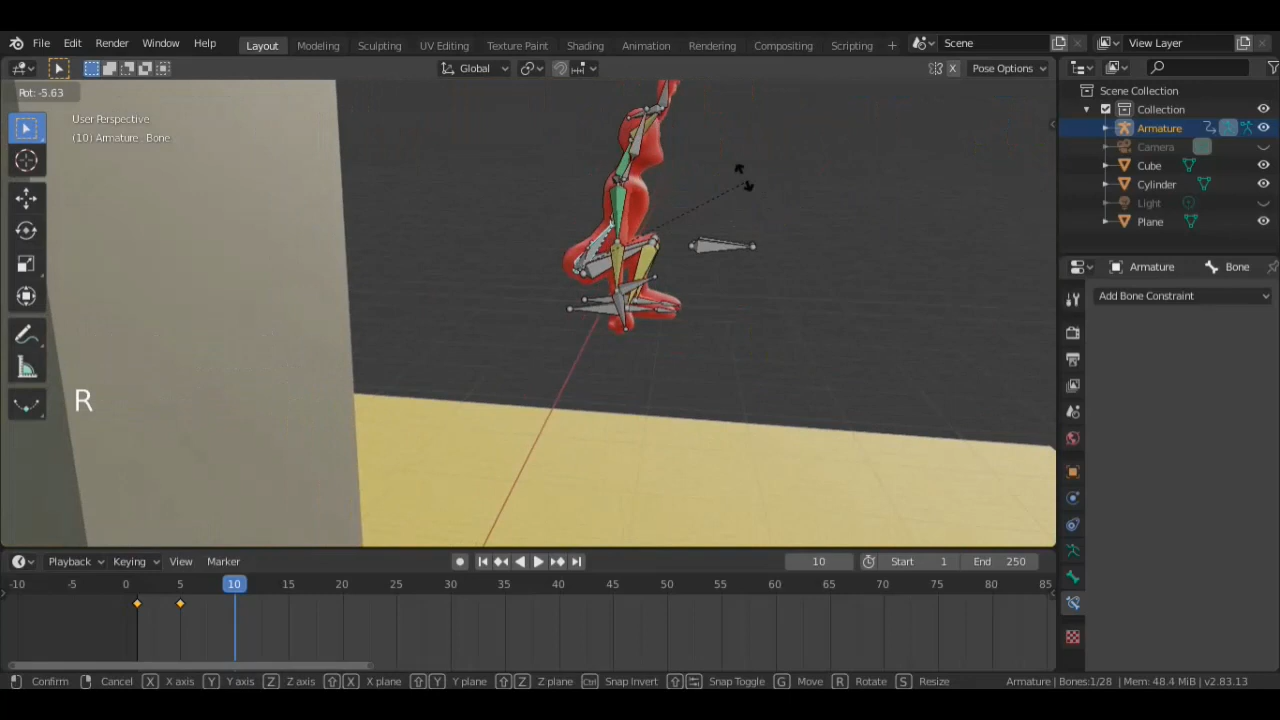 File Edit Render Window Help Layout Modeling Sculpting UV Editing Texture Paint Shading Animation Rendering Compositing Scripting + Scene View Layer
Global X Pose Options
Rot: -5.63
User Perspective
(10) Armature : Bone
R
Scene Collection
Collection
Armature
Camera
Cube
Cylinder
Light
Plane
Armature Bone
Add Bone Constraint
Playback Keying View Marker 10 Start 1 End 250
-10 -5 0 5 10 15 20 25 30 35 40 45 50 55 60 65 70 75 80 85
Confirm Cancel X X axis Y Y axis Z Z axis X X plane Y Y plane Z Z plane Ctrl Snap Invert Snap Toggle G Move R Rotate S Resize Armature | Bones:1/28 | Mem: 48.4 MiB | v2.83.13